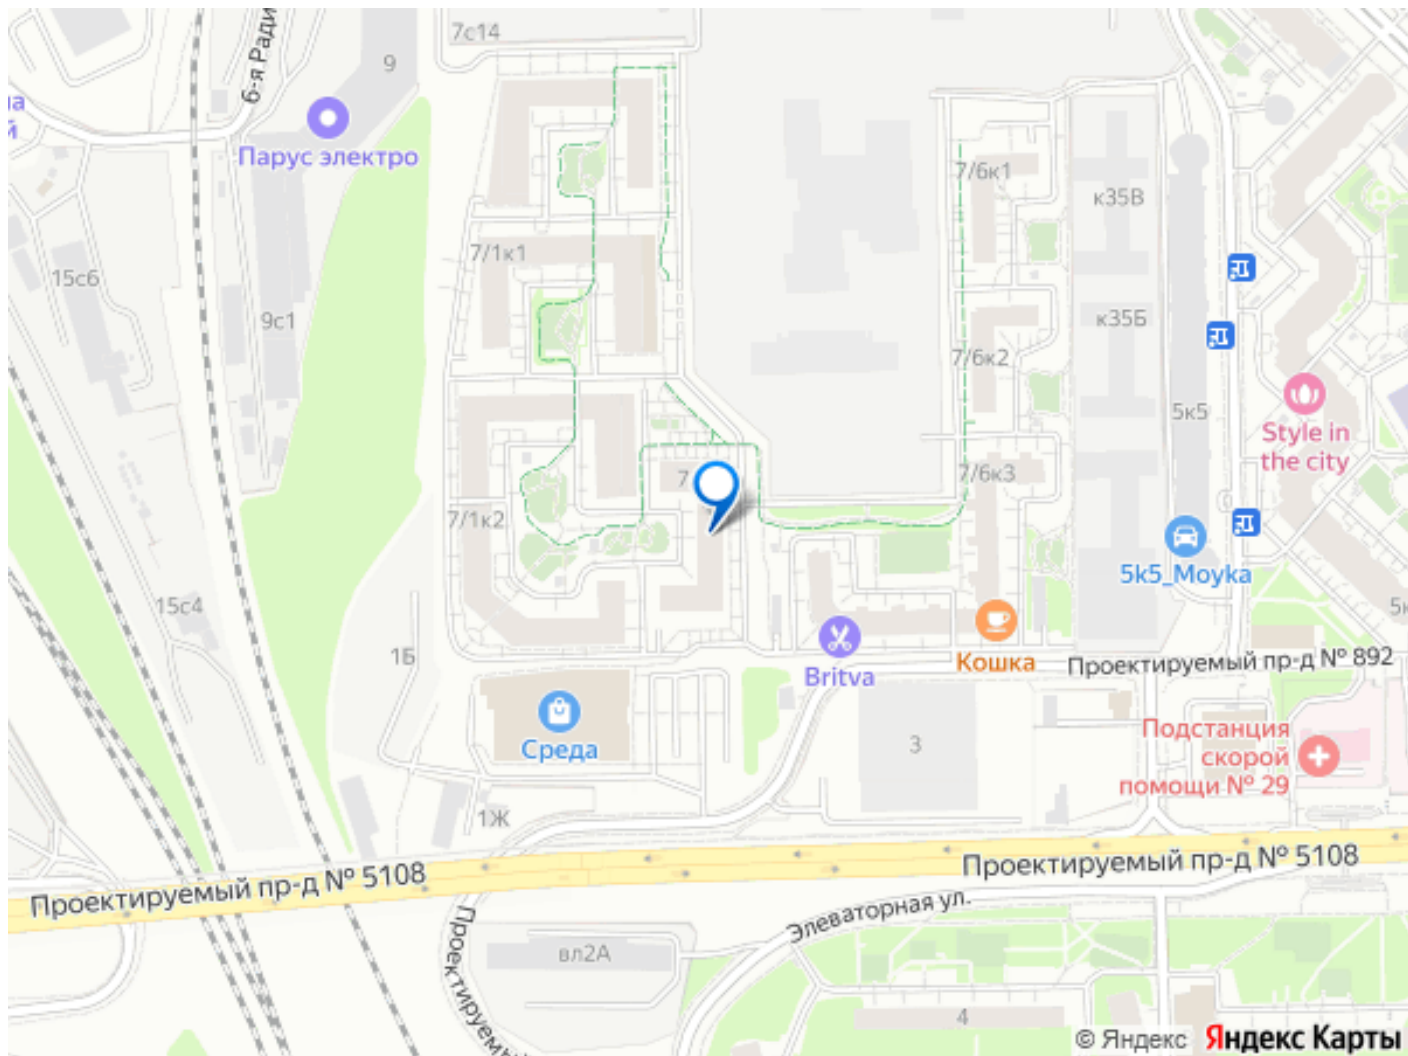 7с14
9
6-я Ради
Парус электро
й
15с6
9с1
7/1к1
7/6к1
к35В
к35Б
7/6к2
5к5
Style in
the city
7/6к3
7
7/1к2
5k5_Moyka
15с4
1Б
Britva
Кошка
Проектируемый пр-д № 892
Среда
3
Подстанция
скорой
помощи № 29
1Ж
Проектируемый пр-д № 5108
Проектируемый пр-д № 5108
Элеваторная ул.
Проектируемый
вл2А
4
© Яндекс Яндекс Карты